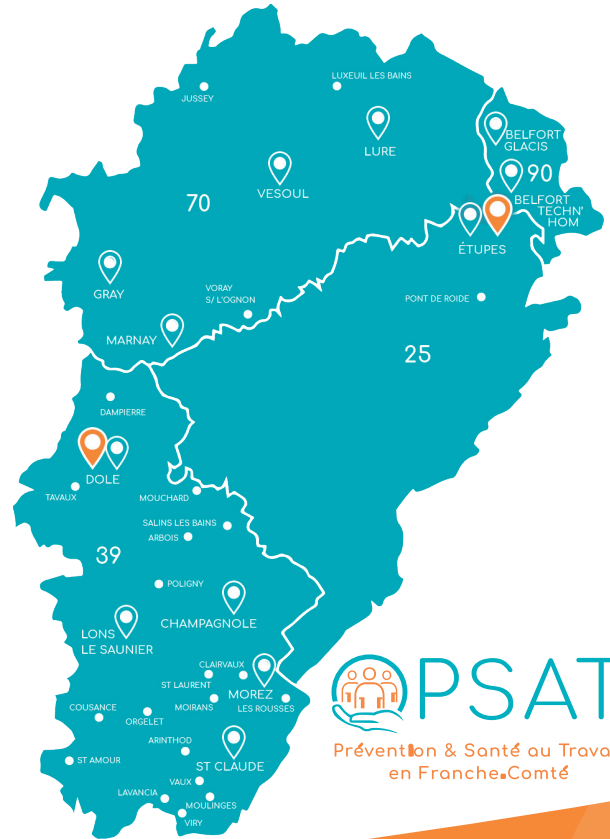 LUXEUIL LES BAINS
JUSSEY
LURE
BELFORT
GLACIS
VESOUL
90
70
BELFORT
TECHN'
HOM
ÉTUPES
GRAY
VORAY
S/ L'OGNON
PONT DE ROIDE
MARNAY
25
DAMPIERRE
DOLE
TAVAUX
MOUCHARD
SALINS LES BAINS
ARBOIS
39
POLIGNY
CHAMPAGNOLE
LONS
LE SAUNIER
CLAIRVAUX
ST LAURENT
MOREZ
MOIRANS
LES ROUSSES
COUSANCE
ORGELET
ARINTHOD
ST AMOUR
ST CLAUDE
VAUX
LAVANCIA
MOULINGES
VIRY
PSAT
Prévention & Santé au Trava
en Franche-Comté